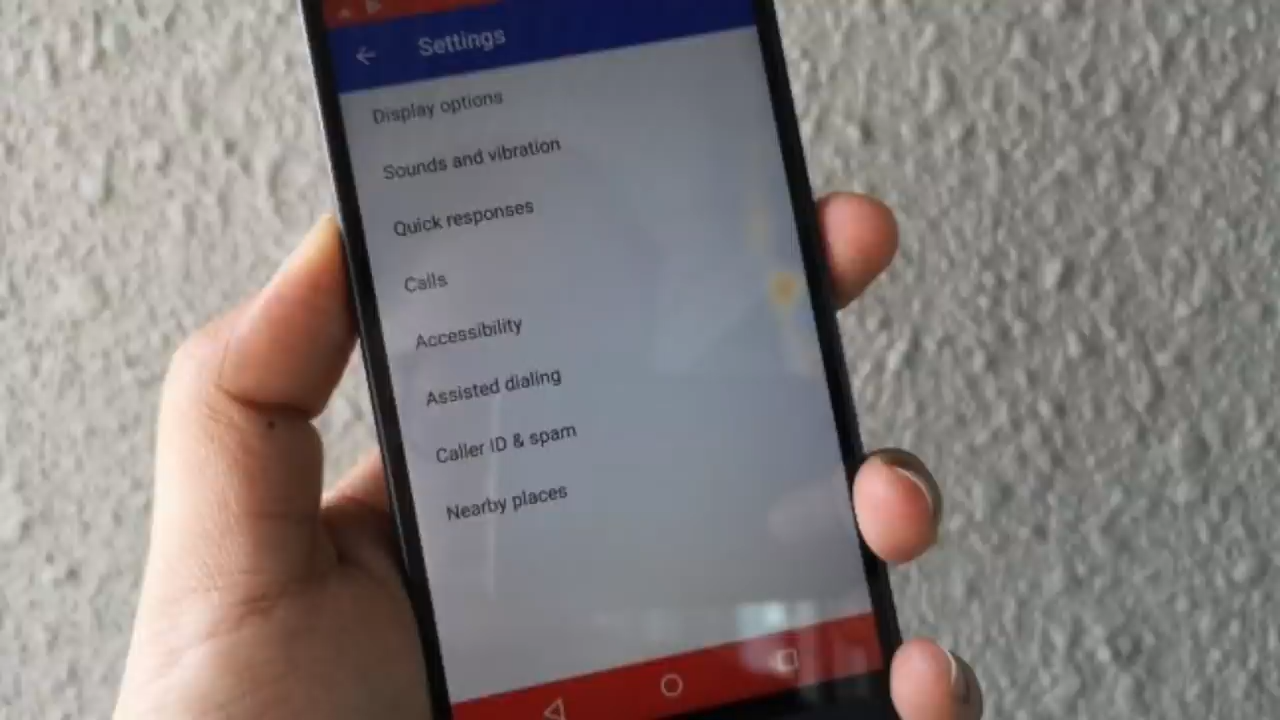 Settings
Display options
Sounds and vibration
Quick responses
Calls
Accessibility
Assisted dialing
Caller ID & spam
Nearby places